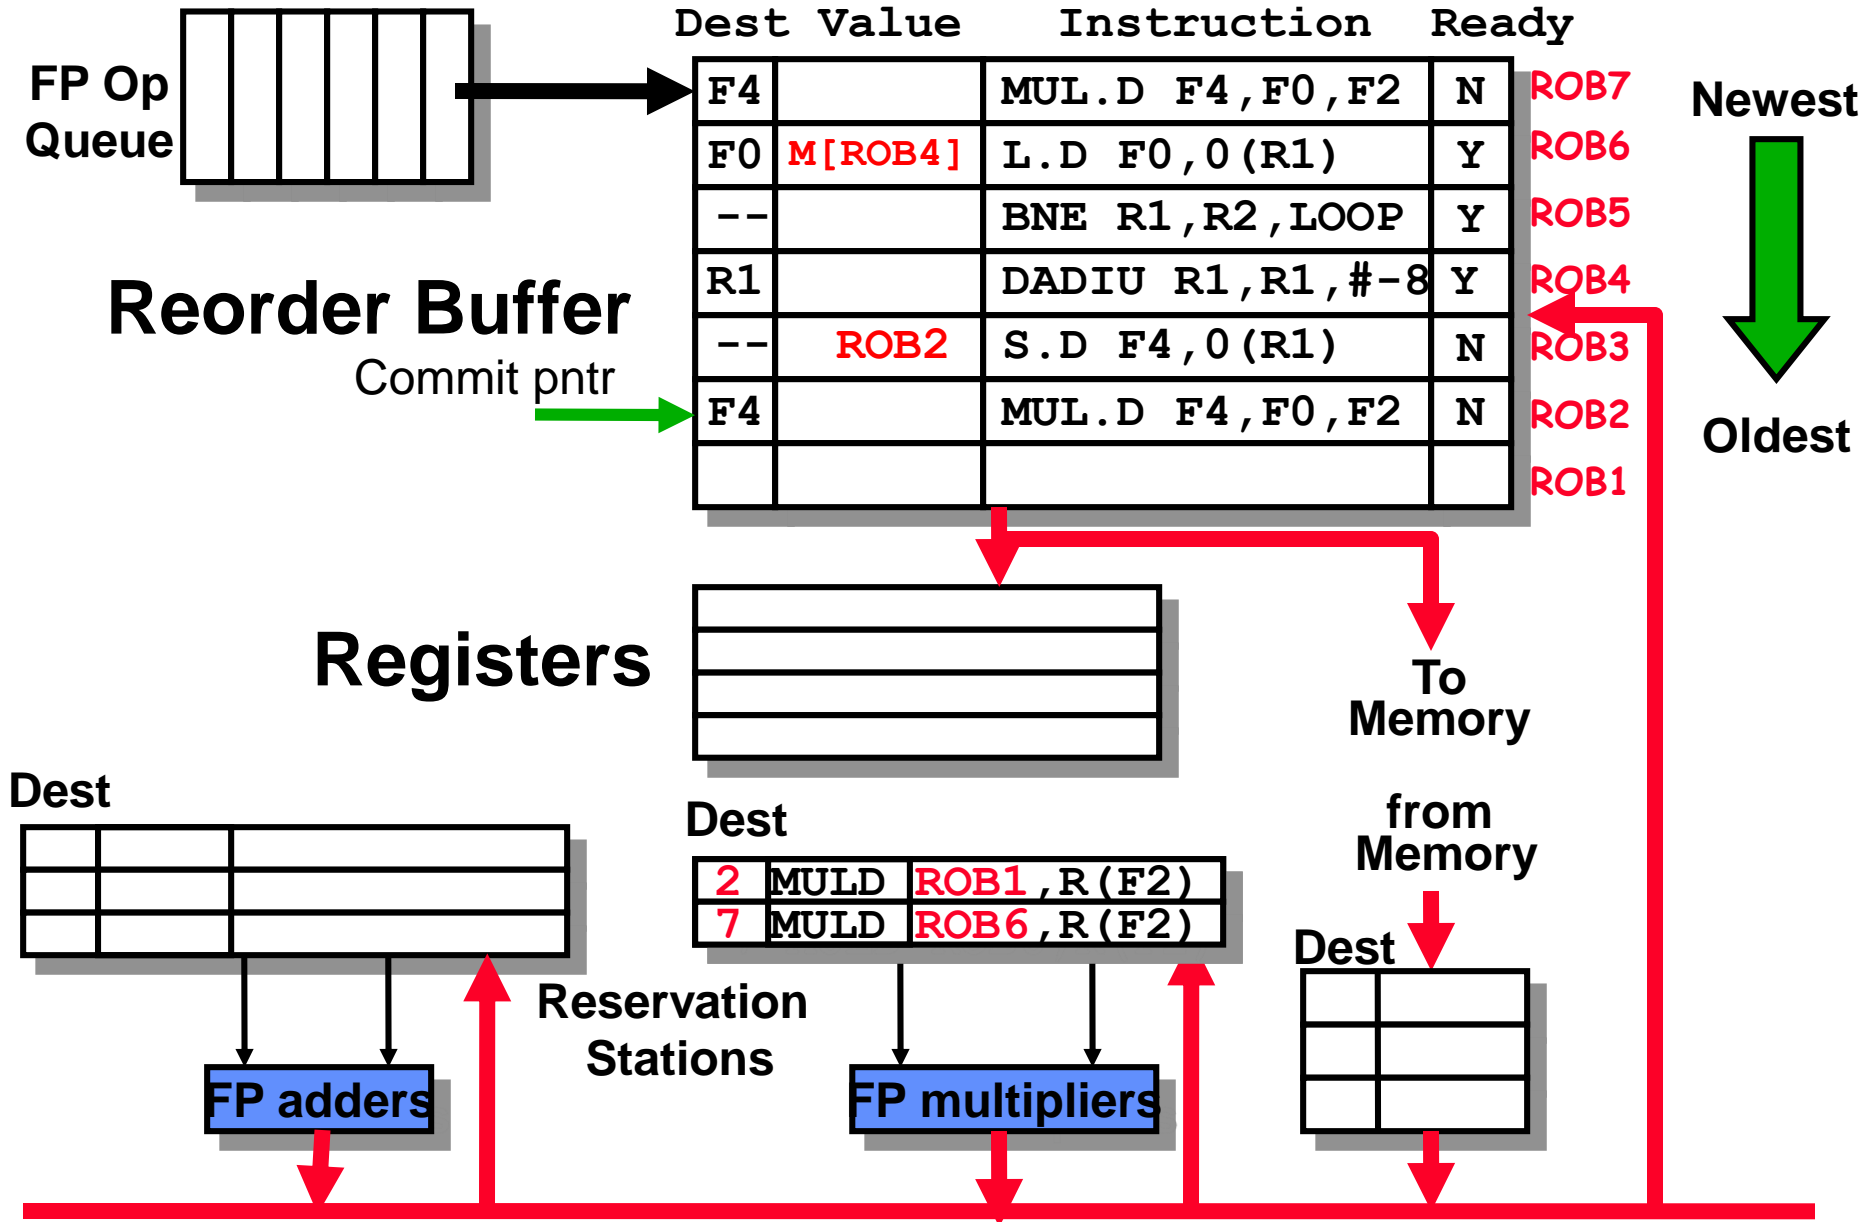 Dest Value Instruction Ready
FP Op
Queue
F4 MUL.D F4,F0,F2 N ROB7
F0 M[ROB4] L.D F0,0(R1) Y ROB6
-- BNE R1,R2,LOOP Y ROB5
R1 DADIU R1,R1,#-8 Y ROB4
-- ROB2 S.D F4,0(R1) N ROB3
F4 MUL.D F4,F0,F2 N ROB2
ROB1
Newest
Oldest
Reorder Buffer
Commit pntr
Registers
To
Memory
from
Memory
Dest
Dest
2 MULD ROB1,R(F2)
7 MULD ROB6,R(F2)
Dest
Reservation
Stations
FP adders
FP multipliers